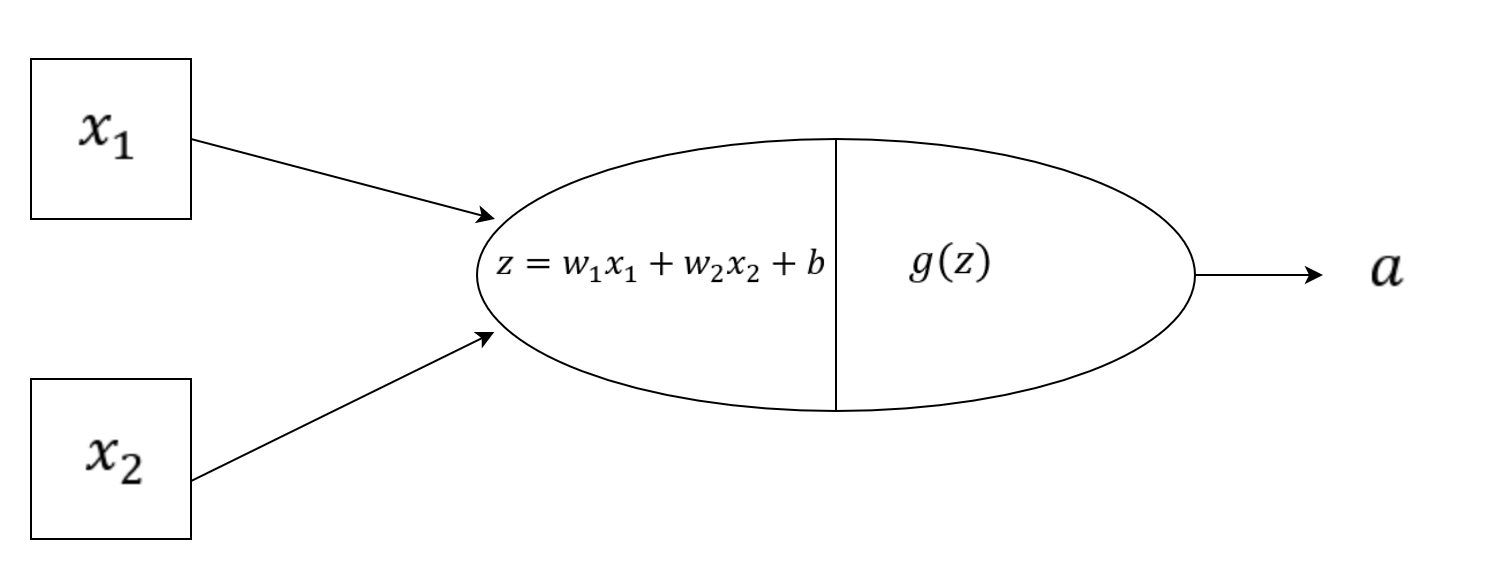 x₁
z = w₁x₁ + w₂x₂ + b
g(z)
a
x₂